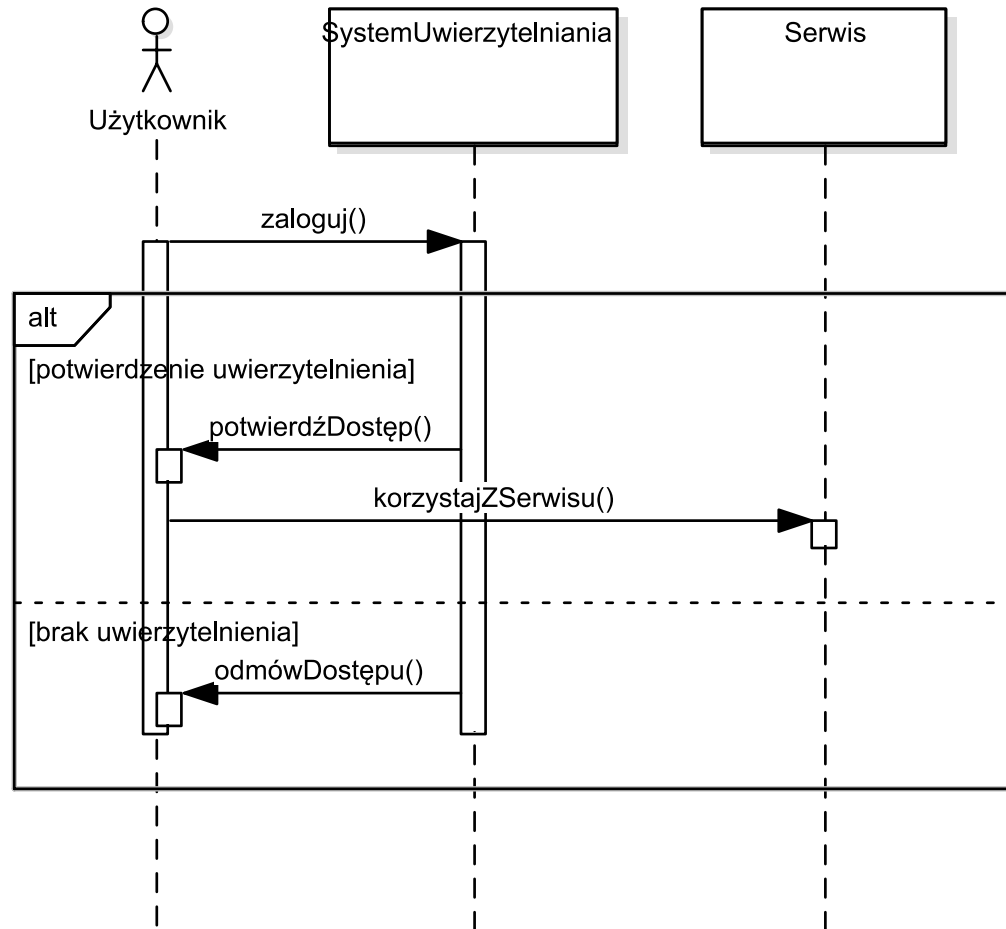 Użytkownik
SystemUwierzytelniania
Serwis
zaloguj()
alt
[potwierdzenie uwierzytelnienia]
potwierdźDostęp()
korzystajZSerwisu()
[brak uwierzytelnienia]
odmówDostępu()